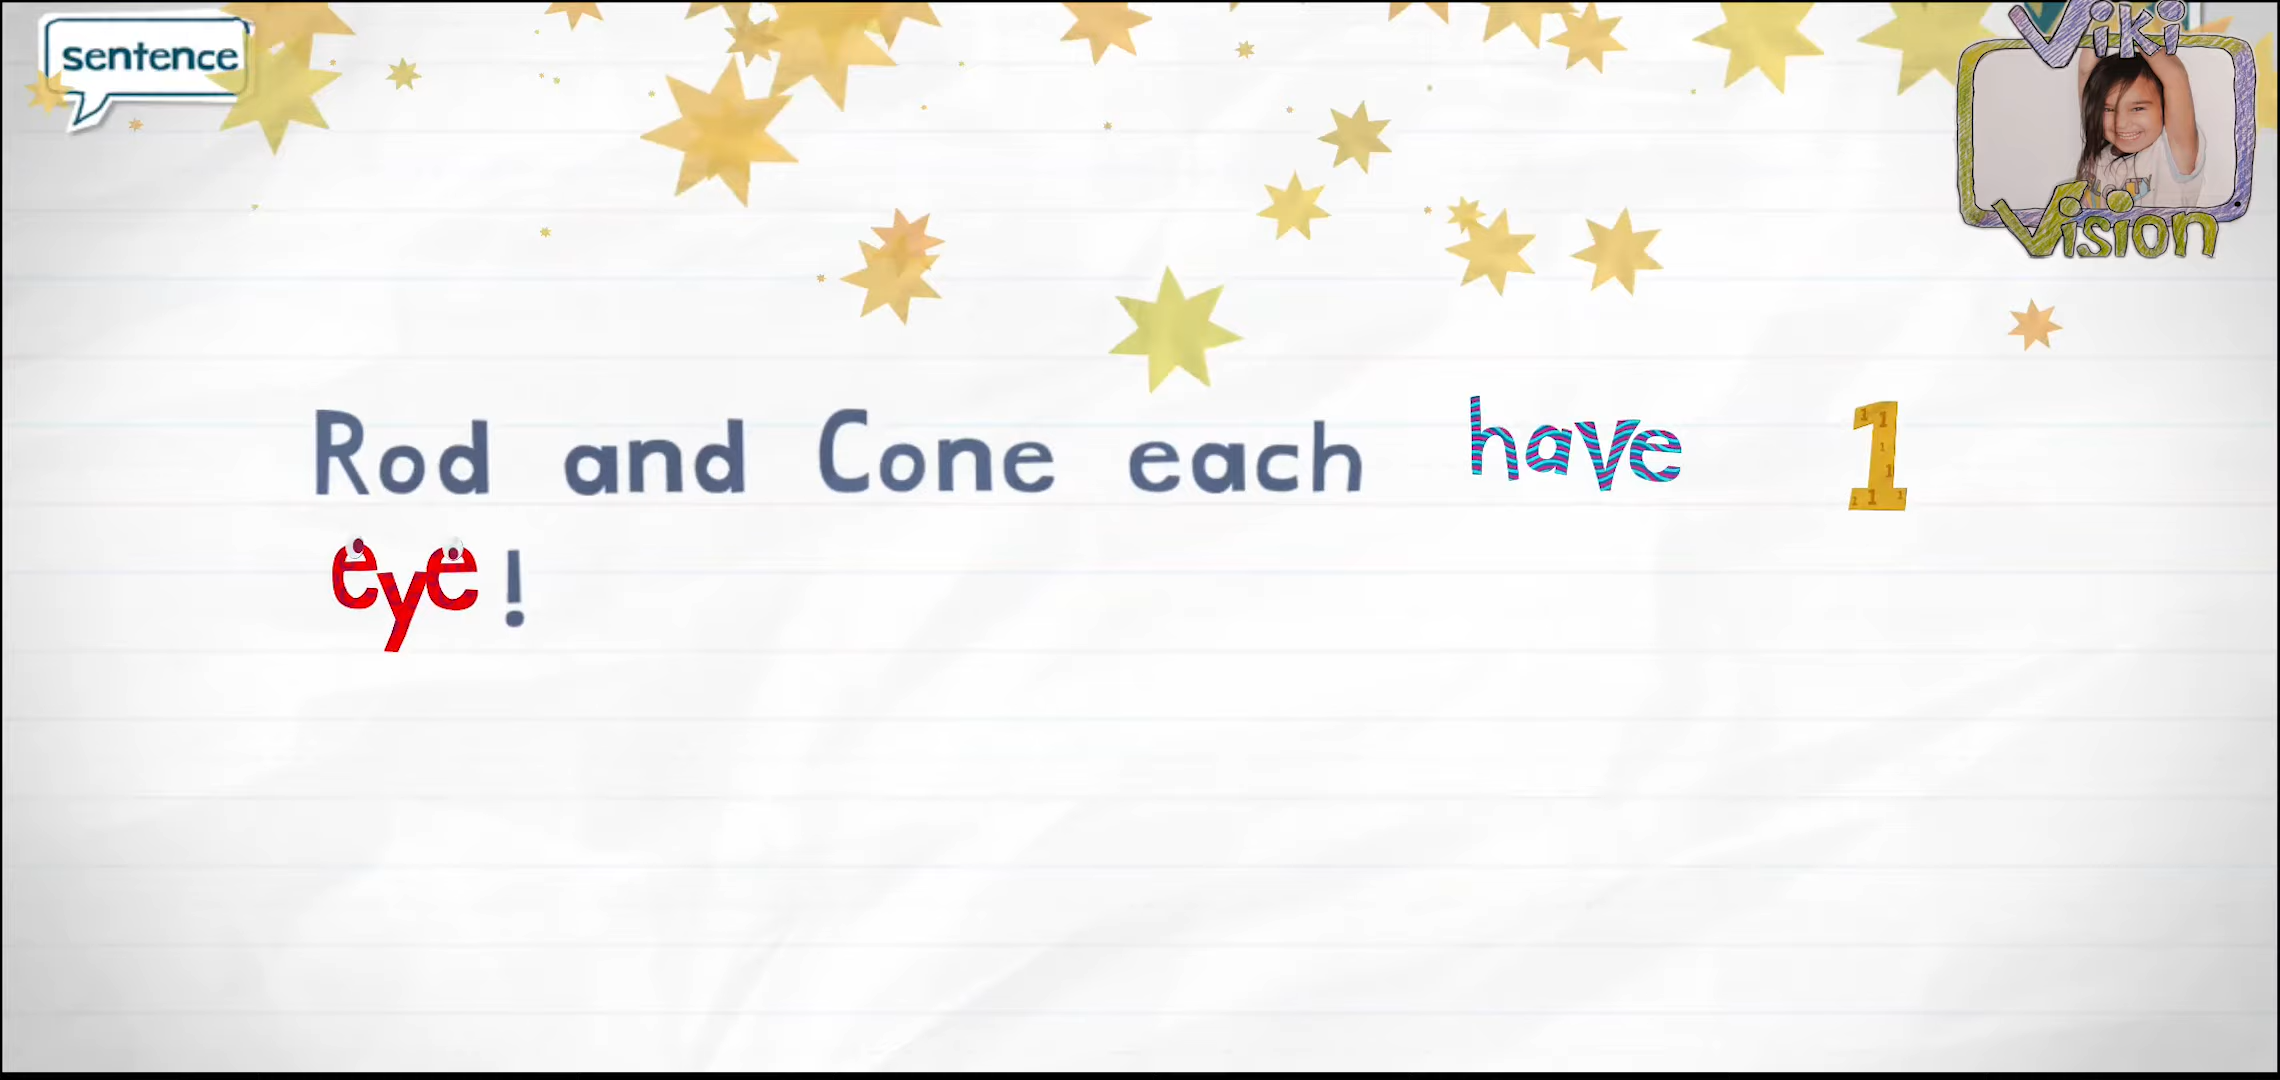 sentence
Viki
Vision
Rod and Cone each have 1
eye!